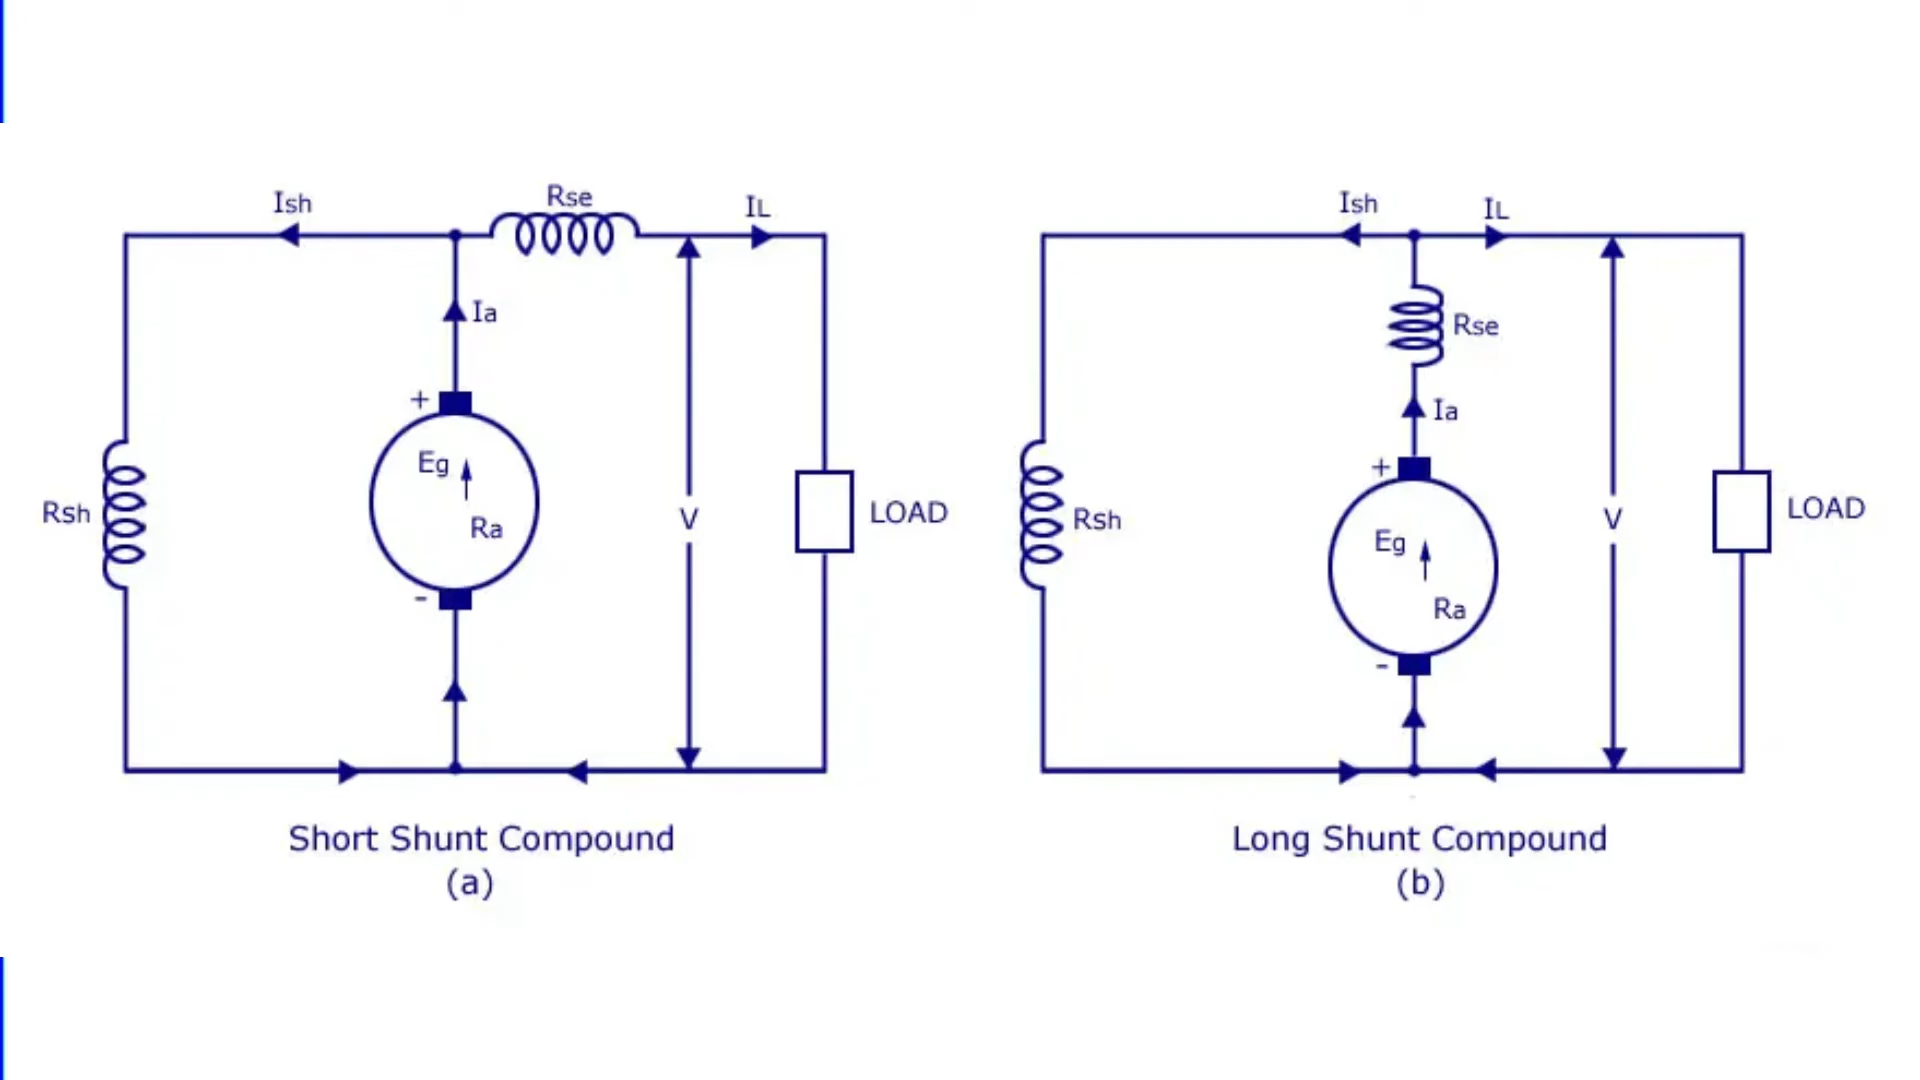 Ish
Rse
IL
Ia
+
Eg
Ra
-
Rsh
V
LOAD
Short Shunt Compound
(a)
Ish
IL
Rse
Ia
+
Eg
Ra
-
Rsh
V
LOAD
Long Shunt Compound
(b)